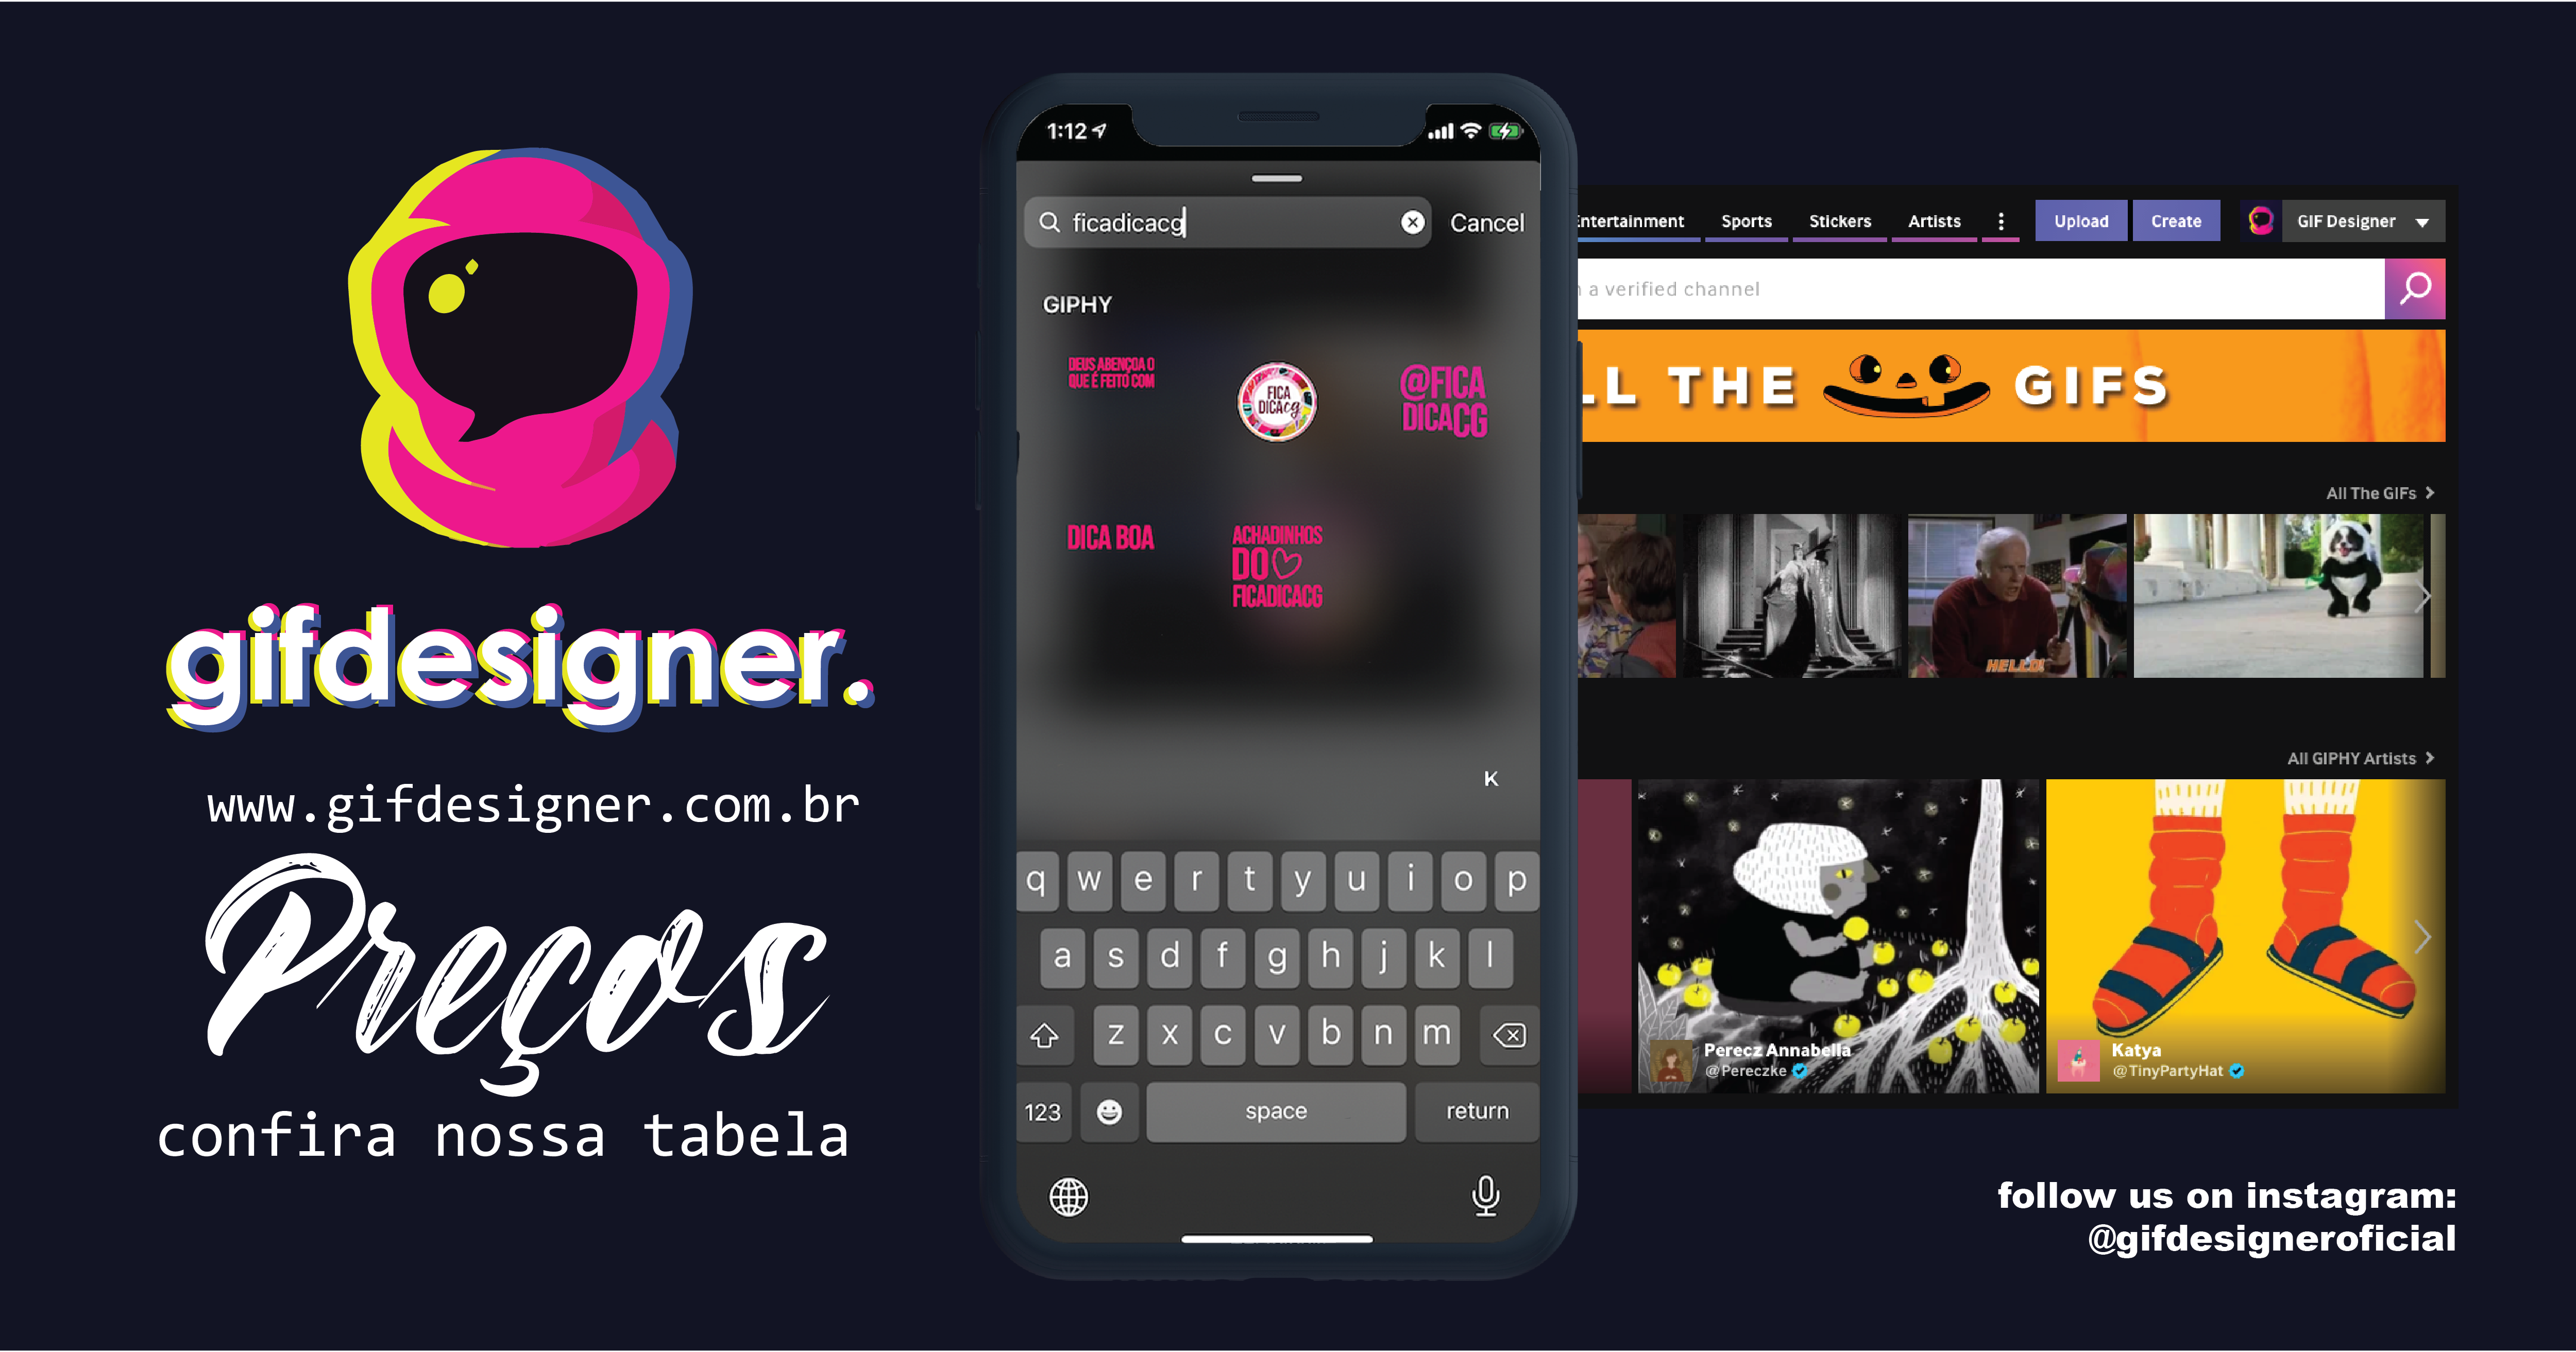 gifdesigner.
www.gifdesigner.com.br
Preços
confira nossa tabela
1:12
ficadicacg
Cancel
GIPHY
DEUS ABENÇOA O
QUE É FEITO COM
FICA
DICAcg
@FICA
DICACG
DICA BOA
ACHADINHOS
DO
FICADICACG
K
q w e r t y u i o p
a s d f g h j k l
z x c v b n m
123 space return
Entertainment Sports Stickers Artists Upload Create GIF Designer
a verified channel
LL THE GIFS
All The GIFs
HELLO!
All GIPHY Artists
Perecz Annabella
@Pereczke
Katya
@TinyPartyHat
follow us on instagram:
@gifdesigneroficial